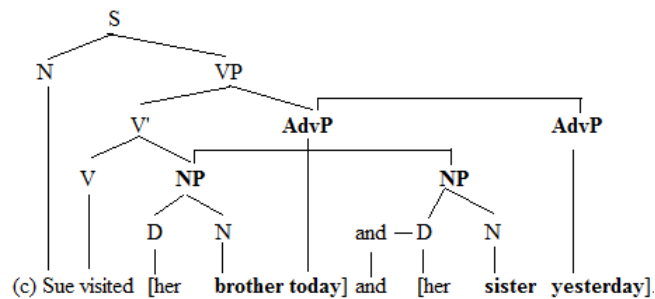 S
N VP
V' AdvP AdvP
V NP NP
D N and D N
(c) Sue visited [her brother today] and [her sister yesterday].